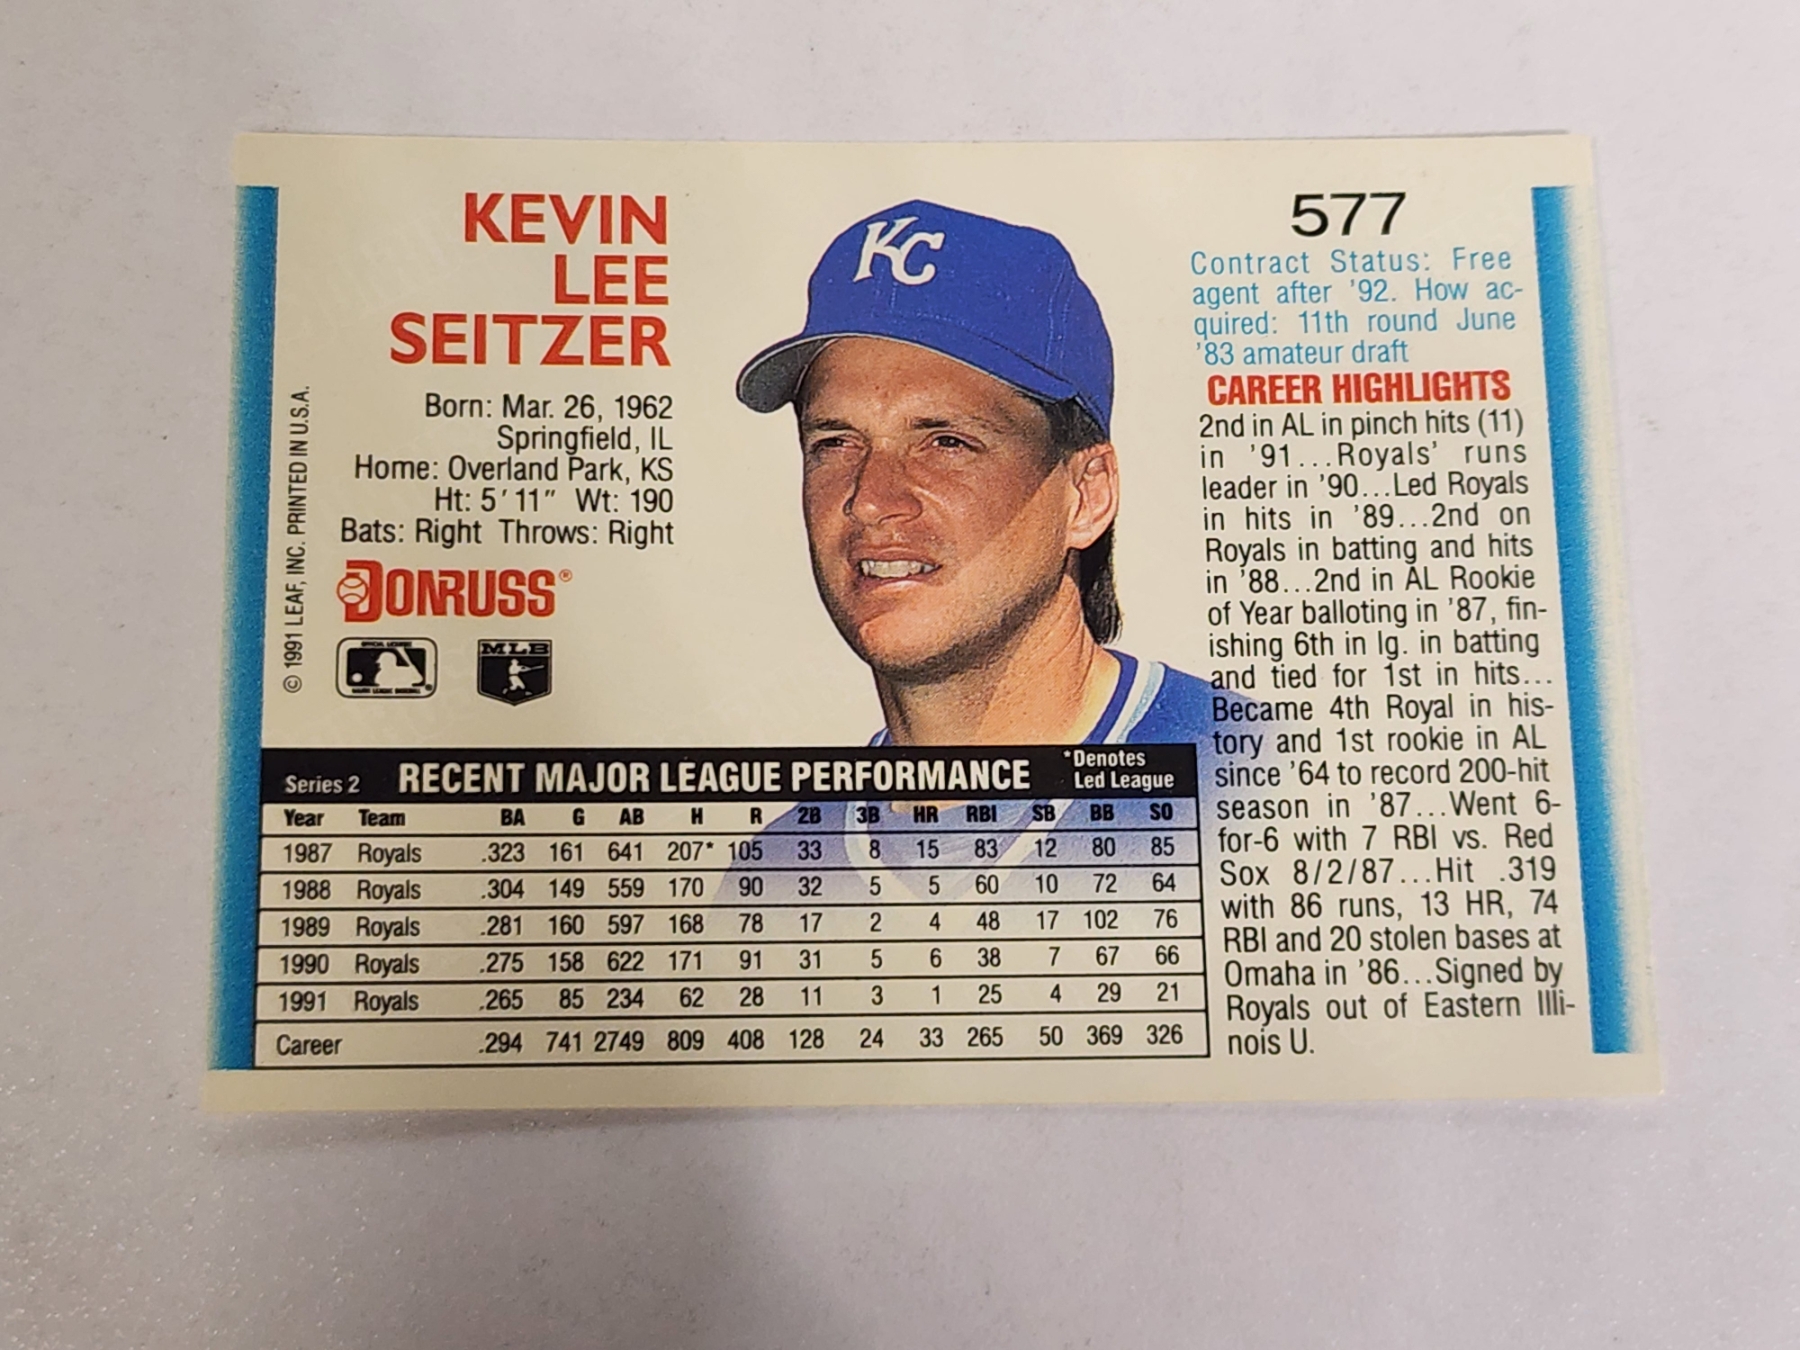 KEVIN
LEE
SEITZER
Born: Mar. 26, 1962
Springfield, IL
Home: Overland Park, KS
Ht: 5'11" Wt: 190
Bats: Right Throws: Right
DONRUSS®
MLB
© 1991 LEAF, INC. PRINTED IN U.S.A.
KC
577
Contract Status: Free
agent after '92. How ac-
quired: 11th round June
'83 amateur draft
CAREER HIGHLIGHTS
2nd in AL in pinch hits (11)
in '91...Royals' runs
leader in '90...Led Royals
in hits in '89...2nd on
Royals in batting and hits
in '88...2nd in AL Rookie
of Year balloting in '87, fin-
ishing 6th in lg. in batting
and tied for 1st in hits...
Became 4th Royal in his-
tory and 1st rookie in AL
since '64 to record 200-hit
season in '87...Went 6-
for-6 with 7 RBI vs. Red
Sox 8/2/87...Hit .319
with 86 runs, 13 HR, 74
RBI and 20 stolen bases at
Omaha in '86...Signed by
Royals out of Eastern Illi-
nois U.
Series 2 RECENT MAJOR LEAGUE PERFORMANCE *Denotes
Led League
Year Team BA G AB H R 2B 3B HR RBI SB BB SO
1987 Royals .323 161 641 207* 105 33 8 15 83 12 80 85
1988 Royals .304 149 559 170 90 32 5 5 60 10 72 64
1989 Royals .281 160 597 168 78 17 2 4 48 17 102 76
1990 Royals .275 158 622 171 91 31 5 6 38 7 67 66
1991 Royals .265 85 234 62 28 11 3 1 25 4 29 21
Career .294 741 2749 809 408 128 24 33 265 50 369 326